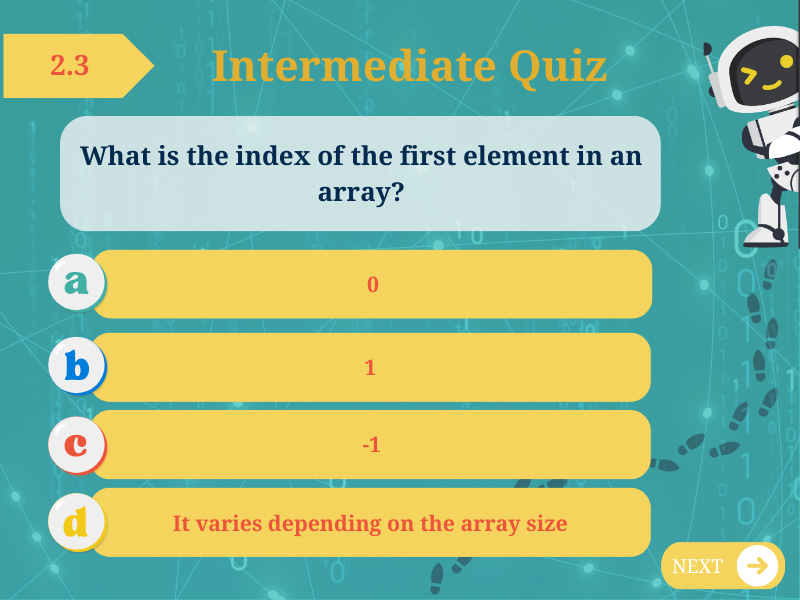 2.3
Intermediate Quiz
What is the index of the first element in an
array?
a
0
b
1
c
-1
d
It varies depending on the array size
NEXT